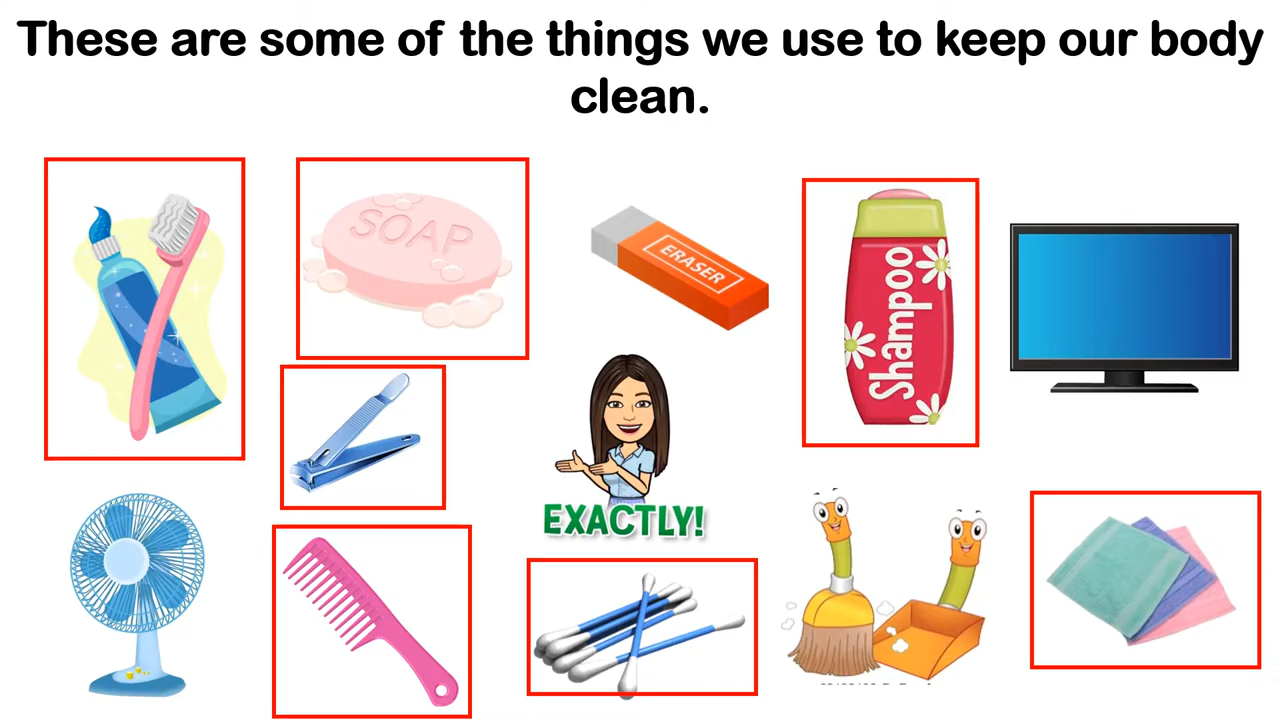 These are some of the things we use to keep our body
clean.
SOAP
ERASER
Shampoo
EXACTLY!